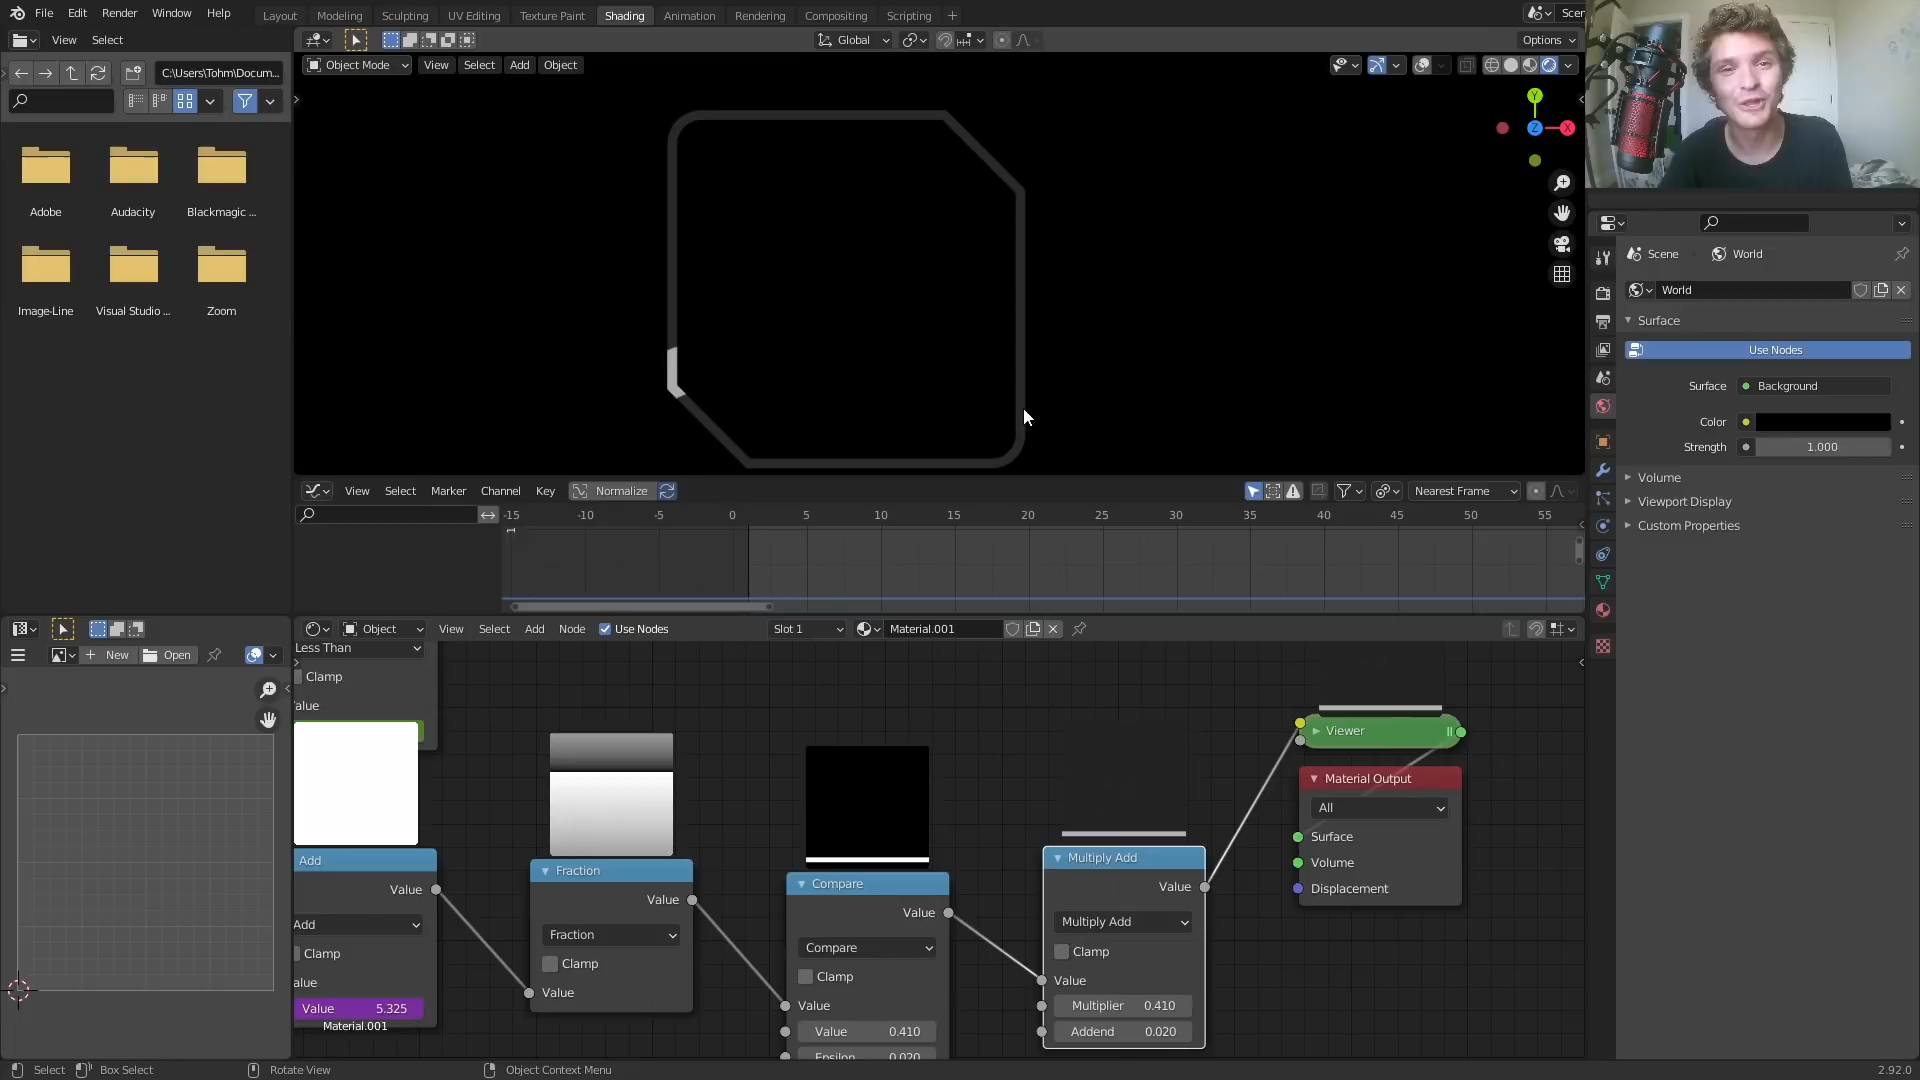 File Edit Render Window Help
Layout Modeling Sculpting UV Editing Texture Paint Shading Animation Rendering Compositing Scripting +
Scer
View Select
Global
Options
C:\Users\Tohm\Docum...
Object Mode View Select Add Object
Y
Z
X
Adobe
Audacity
Blackmagic ...
Image-Line
Visual Studio ...
Zoom
Scene
World
World
Surface
Use Nodes
Surface
Background
Color
Strength
1.000
Volume
Viewport Display
Custom Properties
View Select Marker Channel Key Normalize
Nearest Frame
-15 -10 -5 0 5 10 15 20 25 30 35 40 45 50 55
1
Object View Select Add Node Use Nodes
Slot 1
Material.001
New
Open
Less Than
Clamp
alue
Add
Value
Add
Clamp
alue
Value 5.325
Material.001
Fraction
Value
Fraction
Clamp
Value
Compare
Value
Compare
Clamp
Value
Value 0.410
Epsilon 0.020
Multiply Add
Value
Multiply Add
Clamp
Value
Multiplier 0.410
Addend 0.020
Viewer
Material Output
All
Surface
Volume
Displacement
Select
Box Select
Rotate View
Object Context Menu
2.92.0